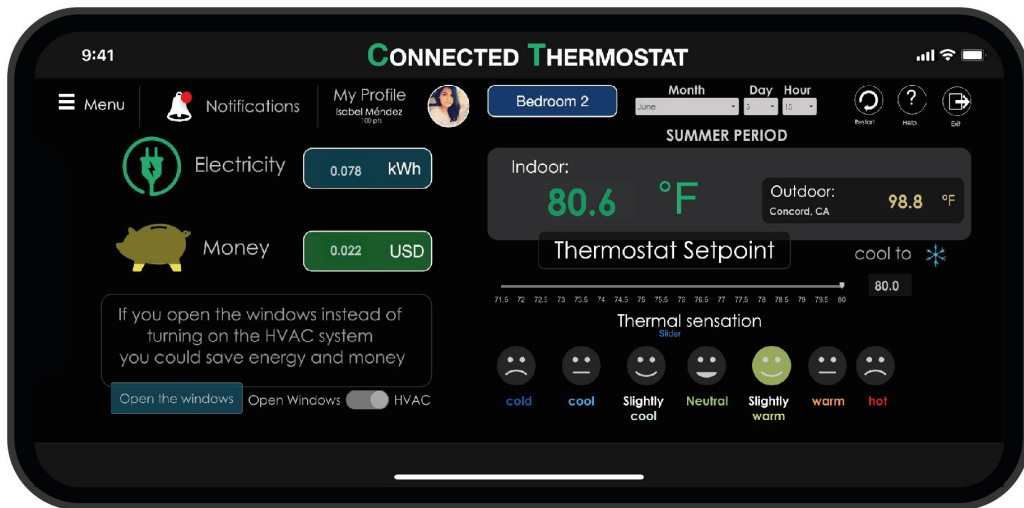 9:41
CONNECTED THERMOSTAT
Menu
Notifications
My Profile
Isabel Méndez
100 pts
Bedroom 2
Month Day Hour
June 5 15
Restart Help Exit
SUMMER PERIOD
Electricity
0.078 kWh
Indoor:
80.6 °F
Outdoor:
Concord, CA
98.8 °F
Money
0.022 USD
Thermostat Setpoint
cool to
80.0
71.5 72 72.5 73 73.5 74 74.5 75 75.5 76 76.5 77 77.5 78 78.5 79 79.5 80
If you open the windows instead of
turning on the HVAC system
you could save energy and money
Thermal sensation
Slider
Open the windows
Open Windows HVAC
cold cool Slightly cool Neutral Slightly warm warm hot